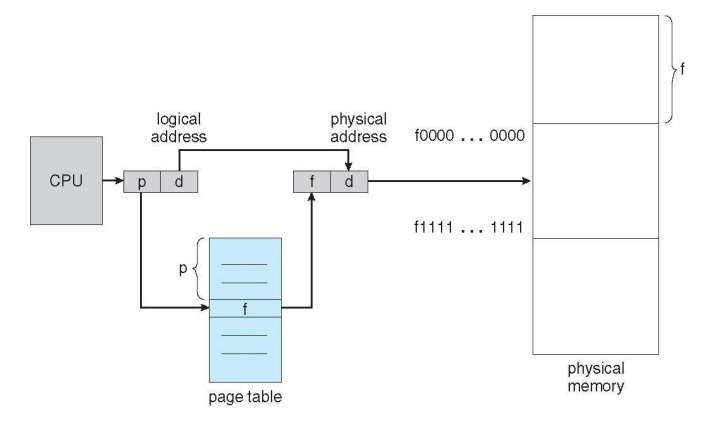 f
logical
address
physical
address
f0000 ... 0000
CPU
p
d
f
d
f1111 ... 1111
p
f
page table
physical
memory